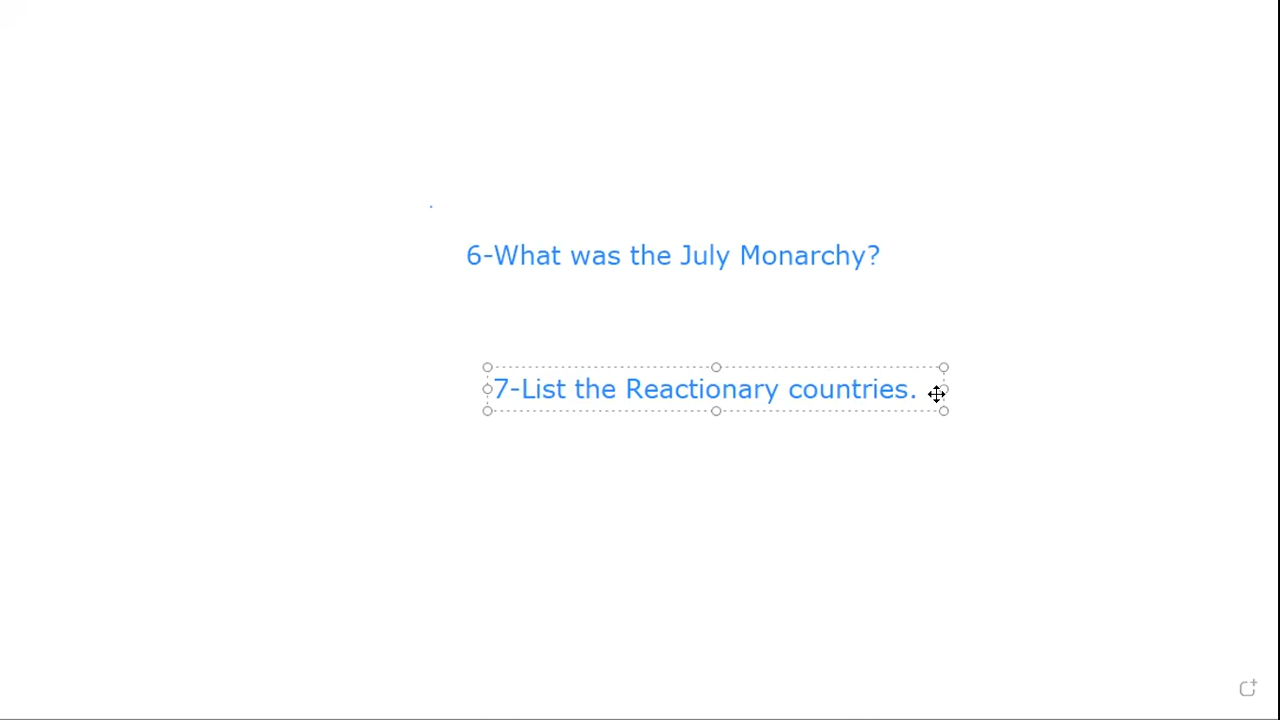 6-What was the July Monarchy?
7-List the Reactionary countries.